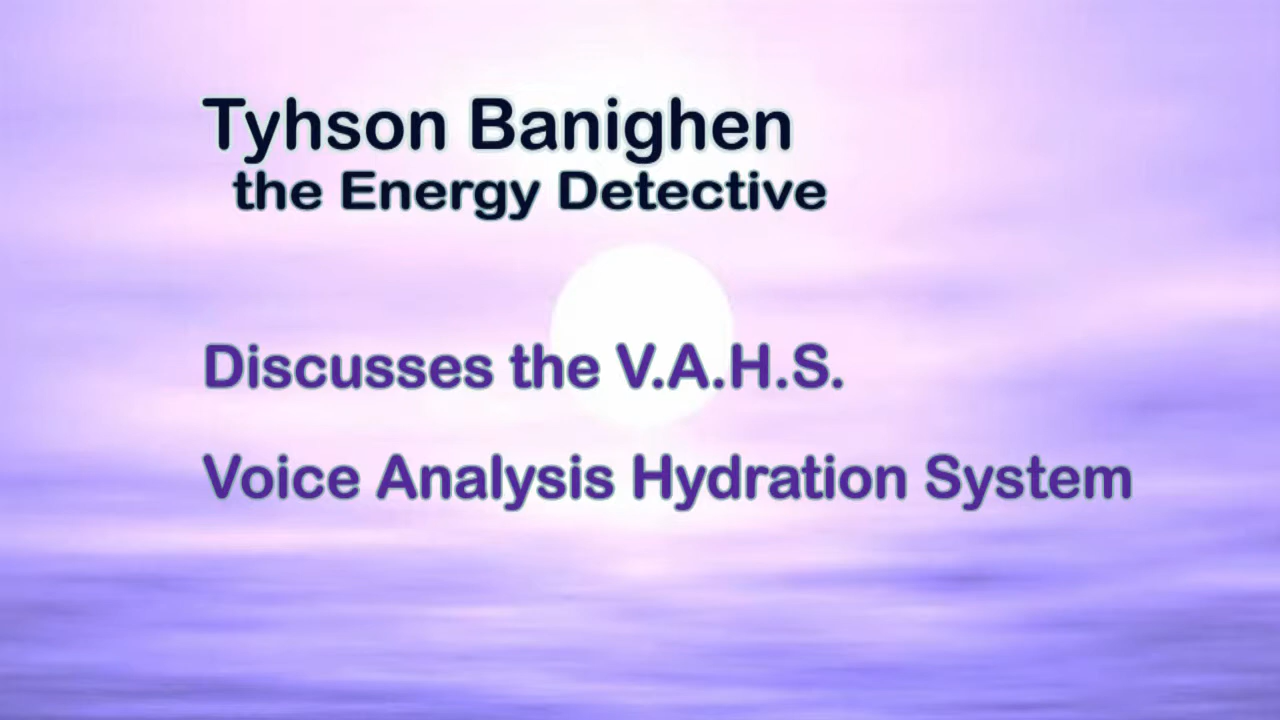 Tyhson Banighen
the Energy Detective
Discusses the V.A.H.S.
Voice Analysis Hydration System